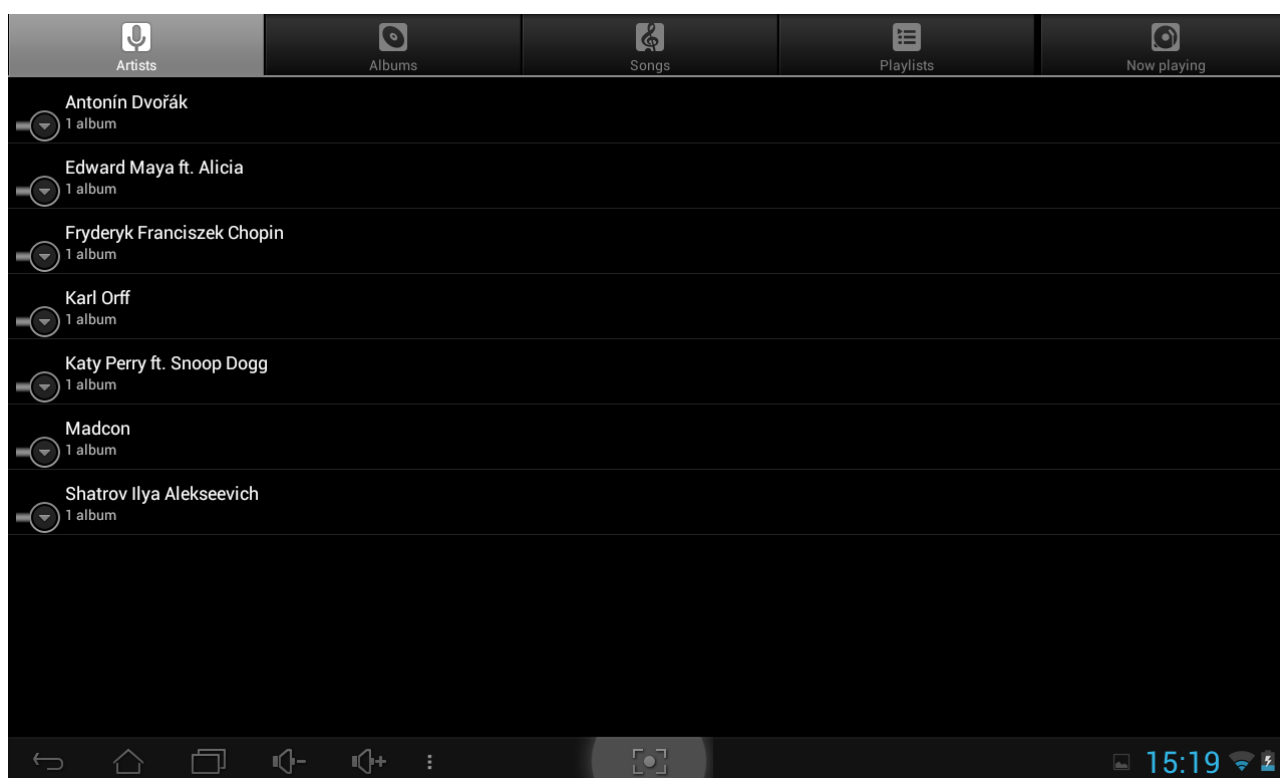 Artists
Albums
Songs
Playlists
Now playing
Antonín Dvořák
1 album
Edward Maya ft. Alicia
1 album
Fryderyk Franciszek Chopin
1 album
Karl Orff
1 album
Katy Perry ft. Snoop Dogg
1 album
Madcon
1 album
Shatrov Ilya Alekseevich
1 album
15:19